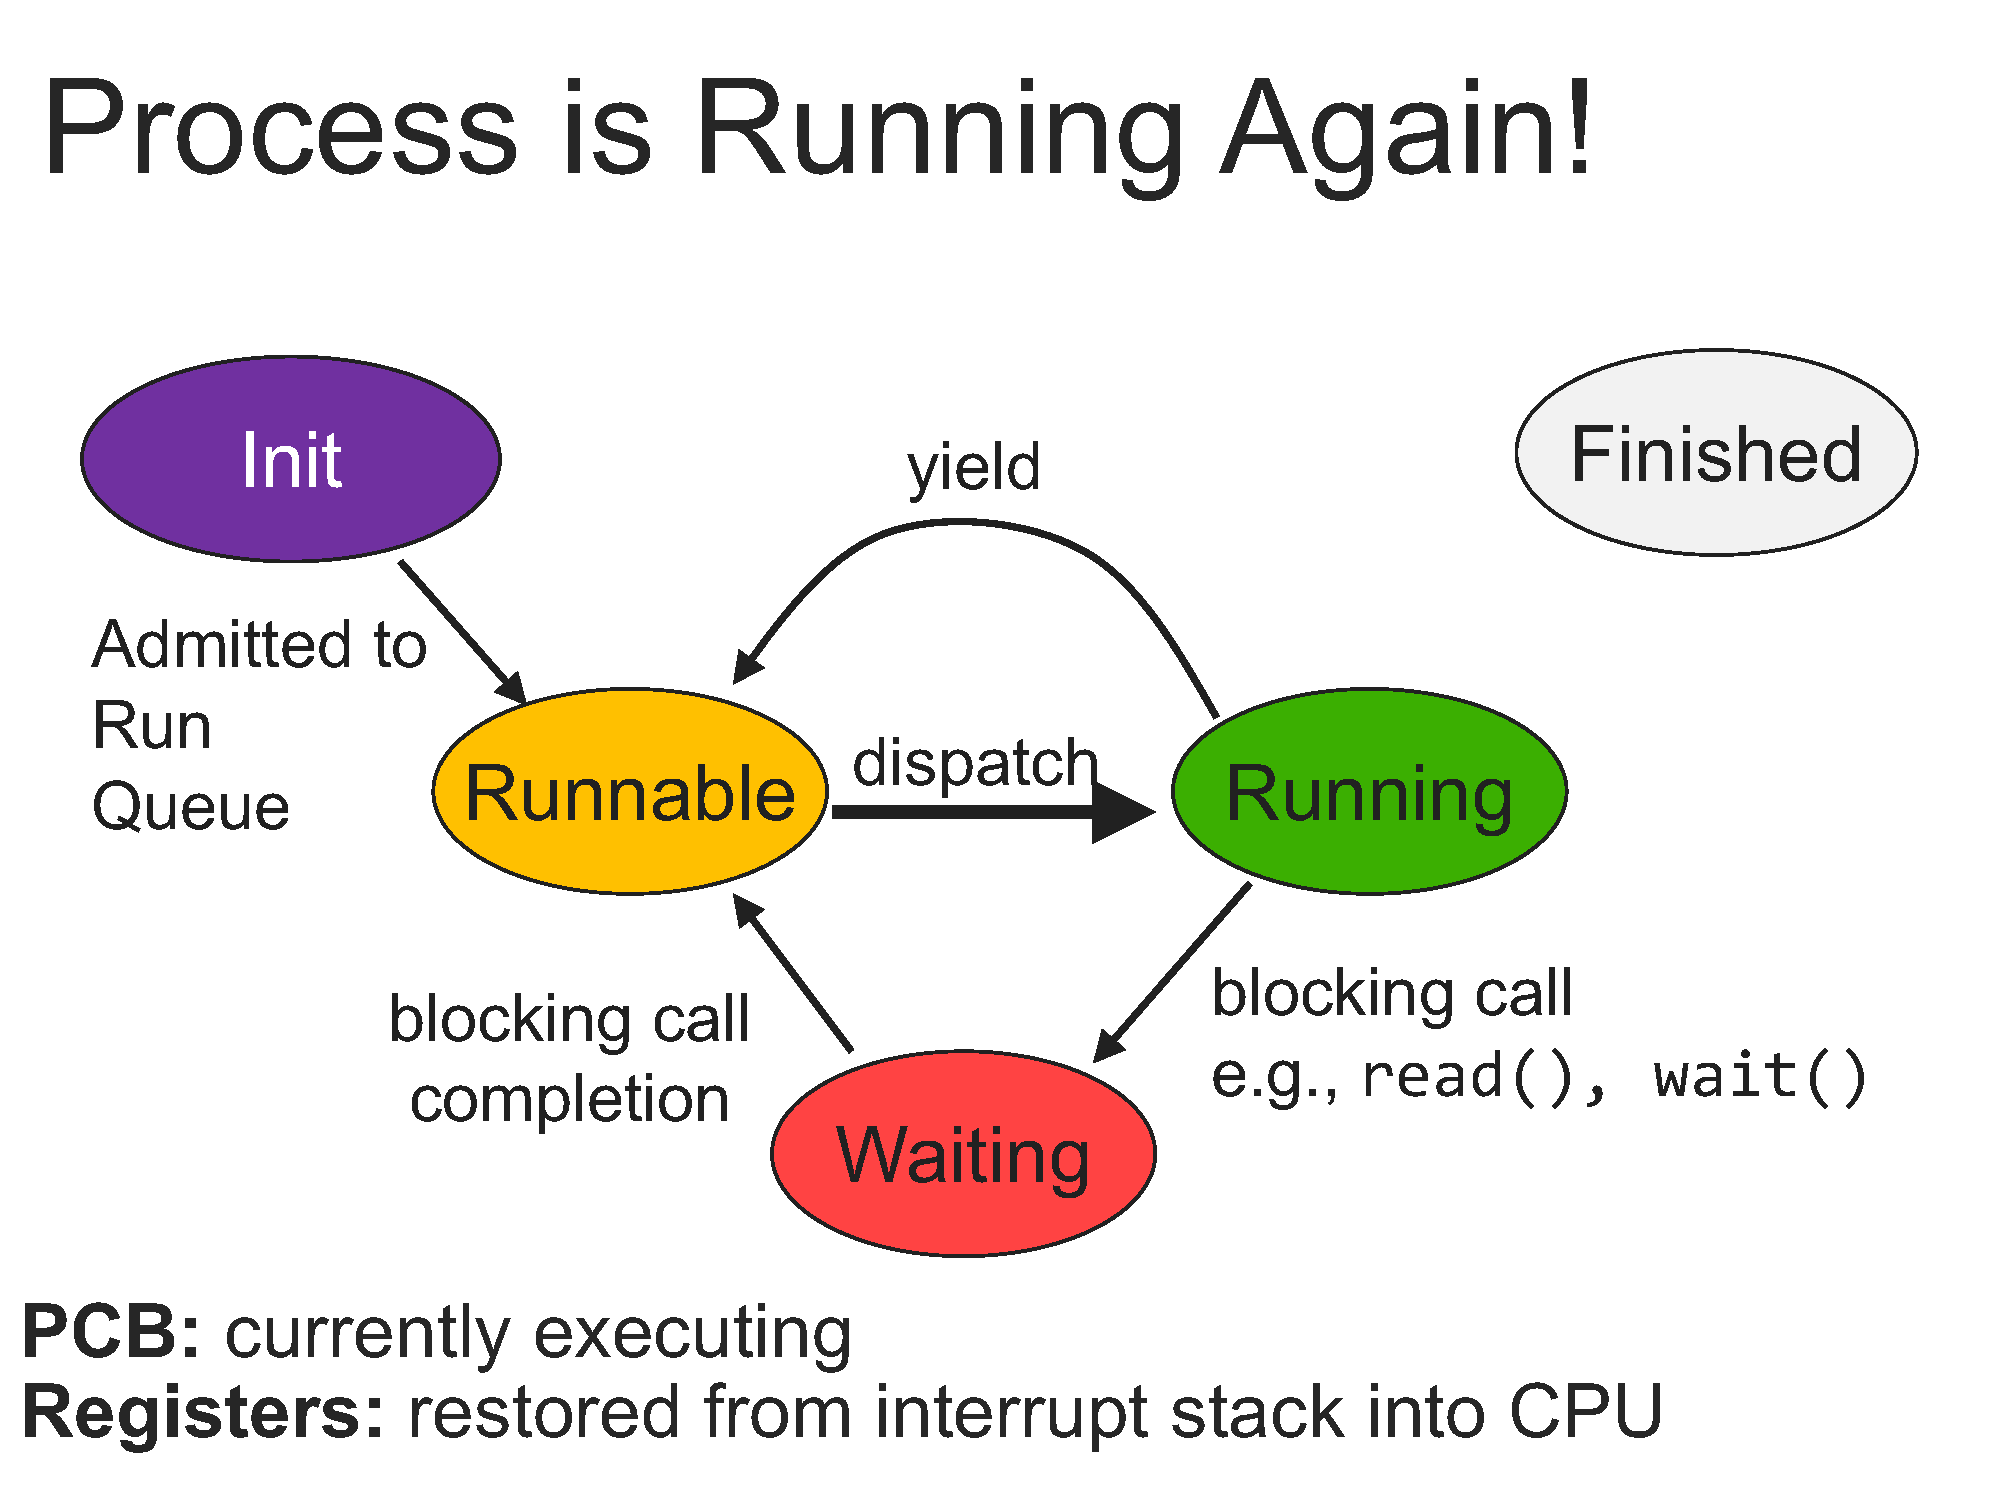 Process is Running Again!
Init
Finished
yield
Admitted to
Run
Queue
dispatch
Runnable
Running
blocking call
completion
blocking call
e.g., read(), wait()
Waiting
PCB: currently executing
Registers: restored from interrupt stack into CPU